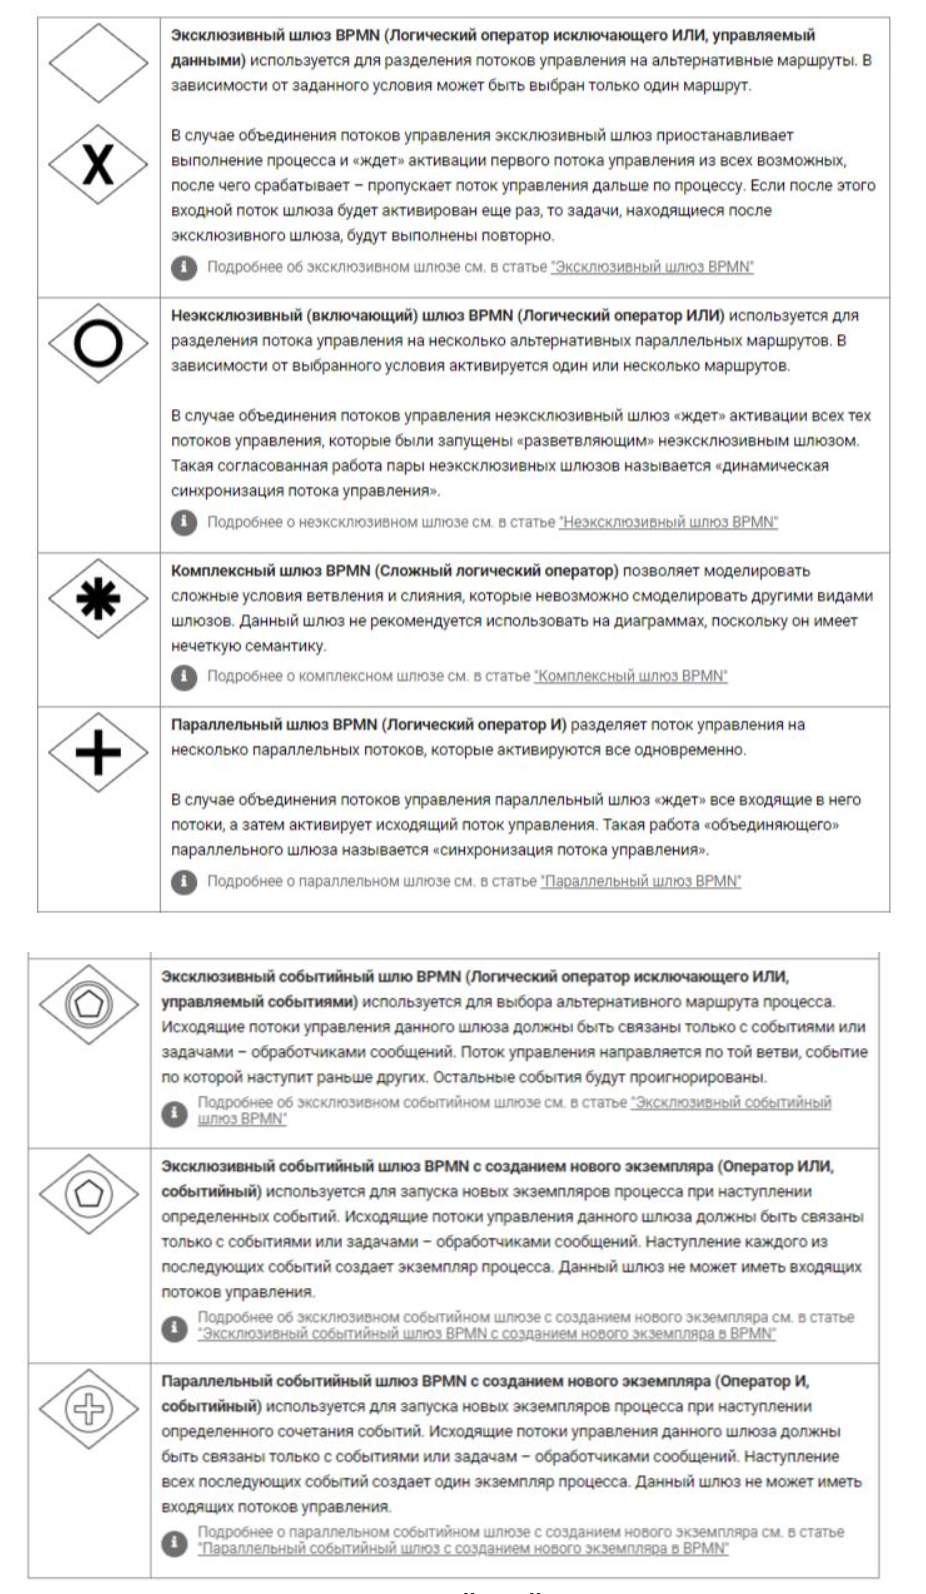 Эксклюзивный шлюз BPMN (Логический оператор исключающего ИЛИ, управляемый
данными) используется для разделения потоков управления на альтернативные маршруты. В
зависимости от заданного условия может быть выбран только один маршрут.
В случае объединения потоков управления эксклюзивный шлюз приостанавливает
выполнение процесса и «ждет» активации первого потока управления из всех возможных,
после чего срабатывает – пропускает поток управления дальше по процессу. Если после этого
входной поток шлюза будет активирован еще раз, то задачи, находящиеся после
эксклюзивного шлюза, будут выполнены повторно.
Подробнее об эксклюзивном шлюзе см. в статье "Эксклюзивный шлюз BPMN"
Неэксклюзивный (включающий) шлюз BPMN (Логический оператор ИЛИ) используется для
разделения потока управления на несколько альтернативных параллельных маршрутов. В
зависимости от выбранного условия активируется один или несколько маршрутов.
В случае объединения потоков управления неэксклюзивный шлюз «ждет» активации всех тех
потоков управления, которые были запущены «разветвляющим» неэксклюзивным шлюзом.
Такая согласованная работа пары неэксклюзивных шлюзов называется «динамическая
синхронизация потока управления».
Подробнее о неэксклюзивном шлюзе см. в статье "Неэксклюзивный шлюз BPMN"
Комплексный шлюз BPMN (Сложный логический оператор) позволяет моделировать
сложные условия ветвления и слияния, которые невозможно смоделировать другими видами
шлюзов. Данный шлюз не рекомендуется использовать на диаграммах, поскольку он имеет
нечеткую семантику.
Подробнее о комплексном шлюзе см. в статье "Комплексный шлюз BPMN"
Параллельный шлюз BPMN (Логический оператор И) разделяет поток управления на
несколько параллельных потоков, которые активируются все одновременно.
В случае объединения потоков управления параллельный шлюз «ждет» все входящие в него
потоки, а затем активирует исходящий поток управления. Такая работа «объединяющего»
параллельного шлюза называется «синхронизация потока управления».
Подробнее о параллельном шлюзе см. в статье "Параллельный шлюз BPMN"
Эксклюзивный событийный шлю BPMN (Логический оператор исключающего ИЛИ,
управляемый событиями) используется для выбора альтернативного маршрута процесса.
Исходящие потоки управления данного шлюза должны быть связаны только с событиями или
задачами – обработчиками сообщений. Поток управления направляется по той ветви, событие
по которой наступит раньше других. Остальные события будут проигнорированы.
Подробнее об эксклюзивном событийном шлюзе см. в статье "Эксклюзивный событийный
шлюз BPMN"
Эксклюзивный событийный шлюз BPMN с созданием нового экземпляра (Оператор ИЛИ,
событийный) используется для запуска новых экземпляров процесса при наступлении
определенных событий. Исходящие потоки управления данного шлюза должны быть связаны
только с событиями или задачами – обработчиками сообщений. Наступление каждого из
последующих событий создает экземпляр процесса. Данный шлюз не может иметь входящих
потоков управления.
Подробнее об эксклюзивном событийном шлюзе с созданием нового экземпляра см. в статье
"Эксклюзивный событийный шлюз BPMN с созданием нового экземпляра в BPMN"
Параллельный событийный шлюз BPMN с созданием нового экземпляра (Оператор И,
событийный) используется для запуска новых экземпляров процесса при наступлении
определенного сочетания событий. Исходящие потоки управления данного шлюза должны
быть связаны только с событиями или задачам – обработчиками сообщений. Наступление
всех последующих событий создает один экземпляр процесса. Данный шлюз не может иметь
входящих потоков управления.
Подробнее о параллельном событийном шлюзе с созданием нового экземпляра см. в статье
"Параллельный событийный шлюз с созданием нового экземпляра в BPMN"